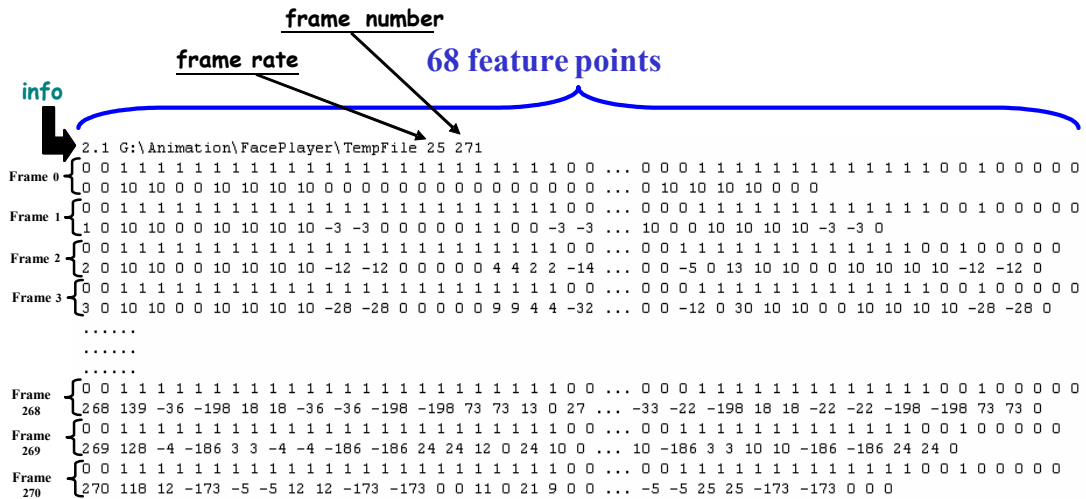 frame number
frame rate
68 feature points
info
2.1 G:\Animation\FacePlayer\TempFile 25 271
Frame 0
0 0 1 1 1 1 1 1 1 1 1 1 1 1 1 1 1 1 1 1 1 1 1 1 1 1 0 0 ... 0 0 0 1 1 1 1 1 1 1 1 1 1 1 1 1 0 0 1 0 0 0 0 0
0 0 10 10 0 0 10 10 10 10 0 0 0 0 0 0 0 0 0 0 0 0 0 0 0 ... 0 10 10 10 10 0 0 0
Frame 1
0 0 1 1 1 1 1 1 1 1 1 1 1 1 1 1 1 1 1 1 1 1 1 1 1 1 0 0 ... 0 0 0 1 1 1 1 1 1 1 1 1 1 1 1 1 0 0 1 0 0 0 0 0
1 0 10 10 0 0 10 10 10 10 -3 -3 0 0 0 0 0 1 1 0 0 -3 -3 ... 10 0 0 10 10 10 10 -3 -3 0
Frame 2
0 0 1 1 1 1 1 1 1 1 1 1 1 1 1 1 1 1 1 1 1 1 1 1 1 1 0 0 ... 0 0 1 1 1 1 1 1 1 1 1 1 1 1 1 0 0 1 0 0 0 0 0
2 0 10 10 0 0 10 10 10 10 -12 -12 0 0 0 0 0 4 4 2 2 -14 ... 0 0 -5 0 13 10 10 0 0 10 10 10 10 -12 -12 0
Frame 3
0 0 1 1 1 1 1 1 1 1 1 1 1 1 1 1 1 1 1 1 1 1 1 1 1 1 0 0 ... 0 0 1 1 1 1 1 1 1 1 1 1 1 1 1 1 0 0 1 0 0 0 0 0
3 0 10 10 0 0 10 10 10 10 -28 -28 0 0 0 0 0 9 9 4 4 -32 ... 0 0 -12 0 30 10 10 0 0 10 10 10 10 -28 -28 0
......
......
......
Frame 268
0 0 1 1 1 1 1 1 1 1 1 1 1 1 1 1 1 1 1 1 1 1 1 1 1 1 0 0 ... 0 0 0 1 1 1 1 1 1 1 1 1 1 1 1 1 0 0 1 0 0 0 0 0
268 139 -36 -198 18 18 -36 -36 -198 -198 73 73 13 0 27 ... -33 -22 -198 18 18 -22 -22 -198 -198 73 73 0
Frame 269
0 0 1 1 1 1 1 1 1 1 1 1 1 1 1 1 1 1 1 1 1 1 1 1 1 1 0 0 ... 0 0 1 1 1 1 1 1 1 1 1 1 1 1 1 0 0 1 0 0 0 0 0
269 128 -4 -186 3 3 -4 -4 -186 -186 24 24 12 0 24 10 0 ... 10 -186 3 3 10 10 -186 -186 24 24 0
Frame 270
0 0 1 1 1 1 1 1 1 1 1 1 1 1 1 1 1 1 1 1 1 1 1 1 1 1 0 0 ... 0 0 1 1 1 1 1 1 1 1 1 1 1 1 1 1 0 0 1 0 0 0 0 0
270 118 12 -173 -5 -5 12 12 -173 -173 0 0 11 0 21 9 0 0 ... -5 -5 25 25 -173 -173 0 0 0